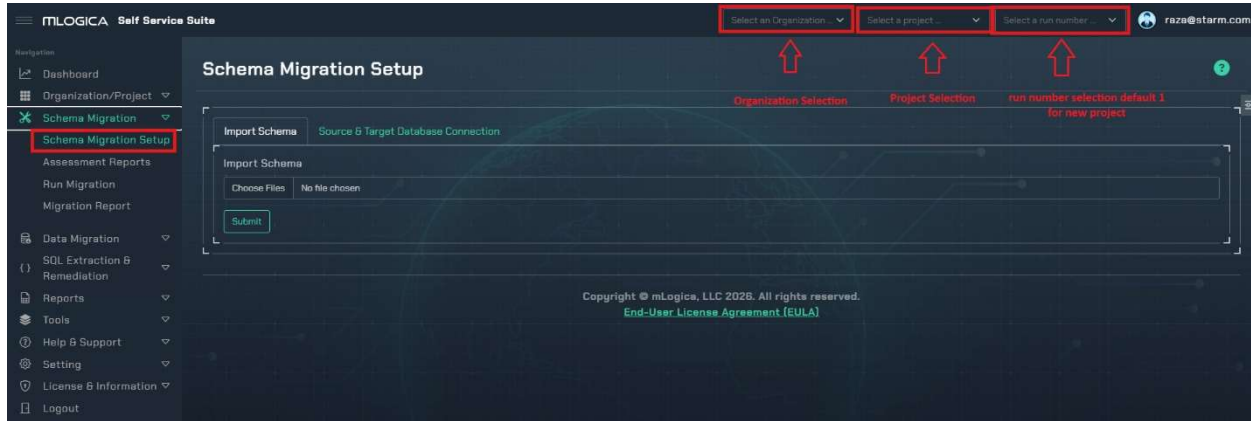 mLOGICA Self Service Suite
Select an Organization ...
Select a project ...
Select a run number ...
raza@starm.com
Navigation
Dashboard
Organization/Project
Schema Migration
Schema Migration Setup
Assessment Reports
Run Migration
Migration Report
Data Migration
SQL Extraction &
Remediation
Reports
Tools
Help & Support
Setting
License & Information
Logout
Schema Migration Setup
?
Organization Selection
Project Selection
run number selection default 1
for new project
Import Schema
Source & Target Database Connection
Import Schema
Choose Files
No file chosen
Submit
Copyright © mLogica, LLC 2026. All rights reserved.
End-User License Agreement [EULA]